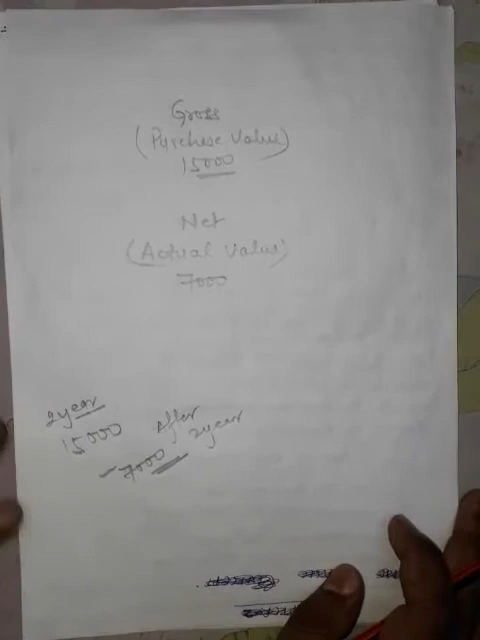 Gross
(Purchase Value)
15000
Net
(Actual Value)
7000
2year
15000 after 2year
- 7000